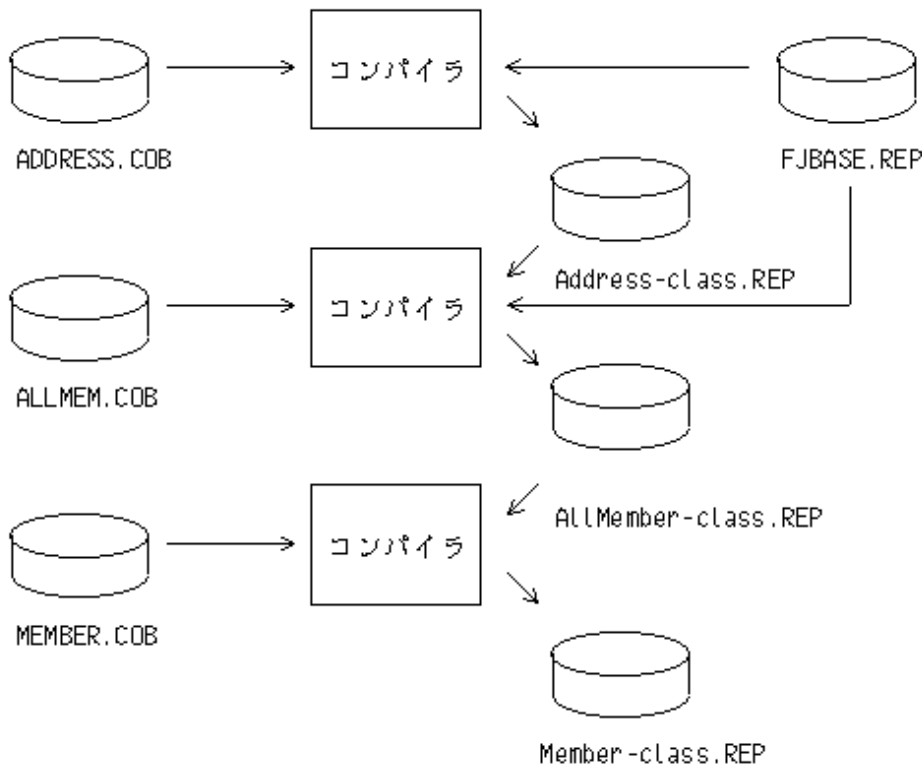 コンパイラ
ADDRESS.COB
FJBASE.REP
Address-class.REP
コンパイラ
ALLMEM.COB
AllMember-class.REP
コンパイラ
MEMBER.COB
Member-class.REP